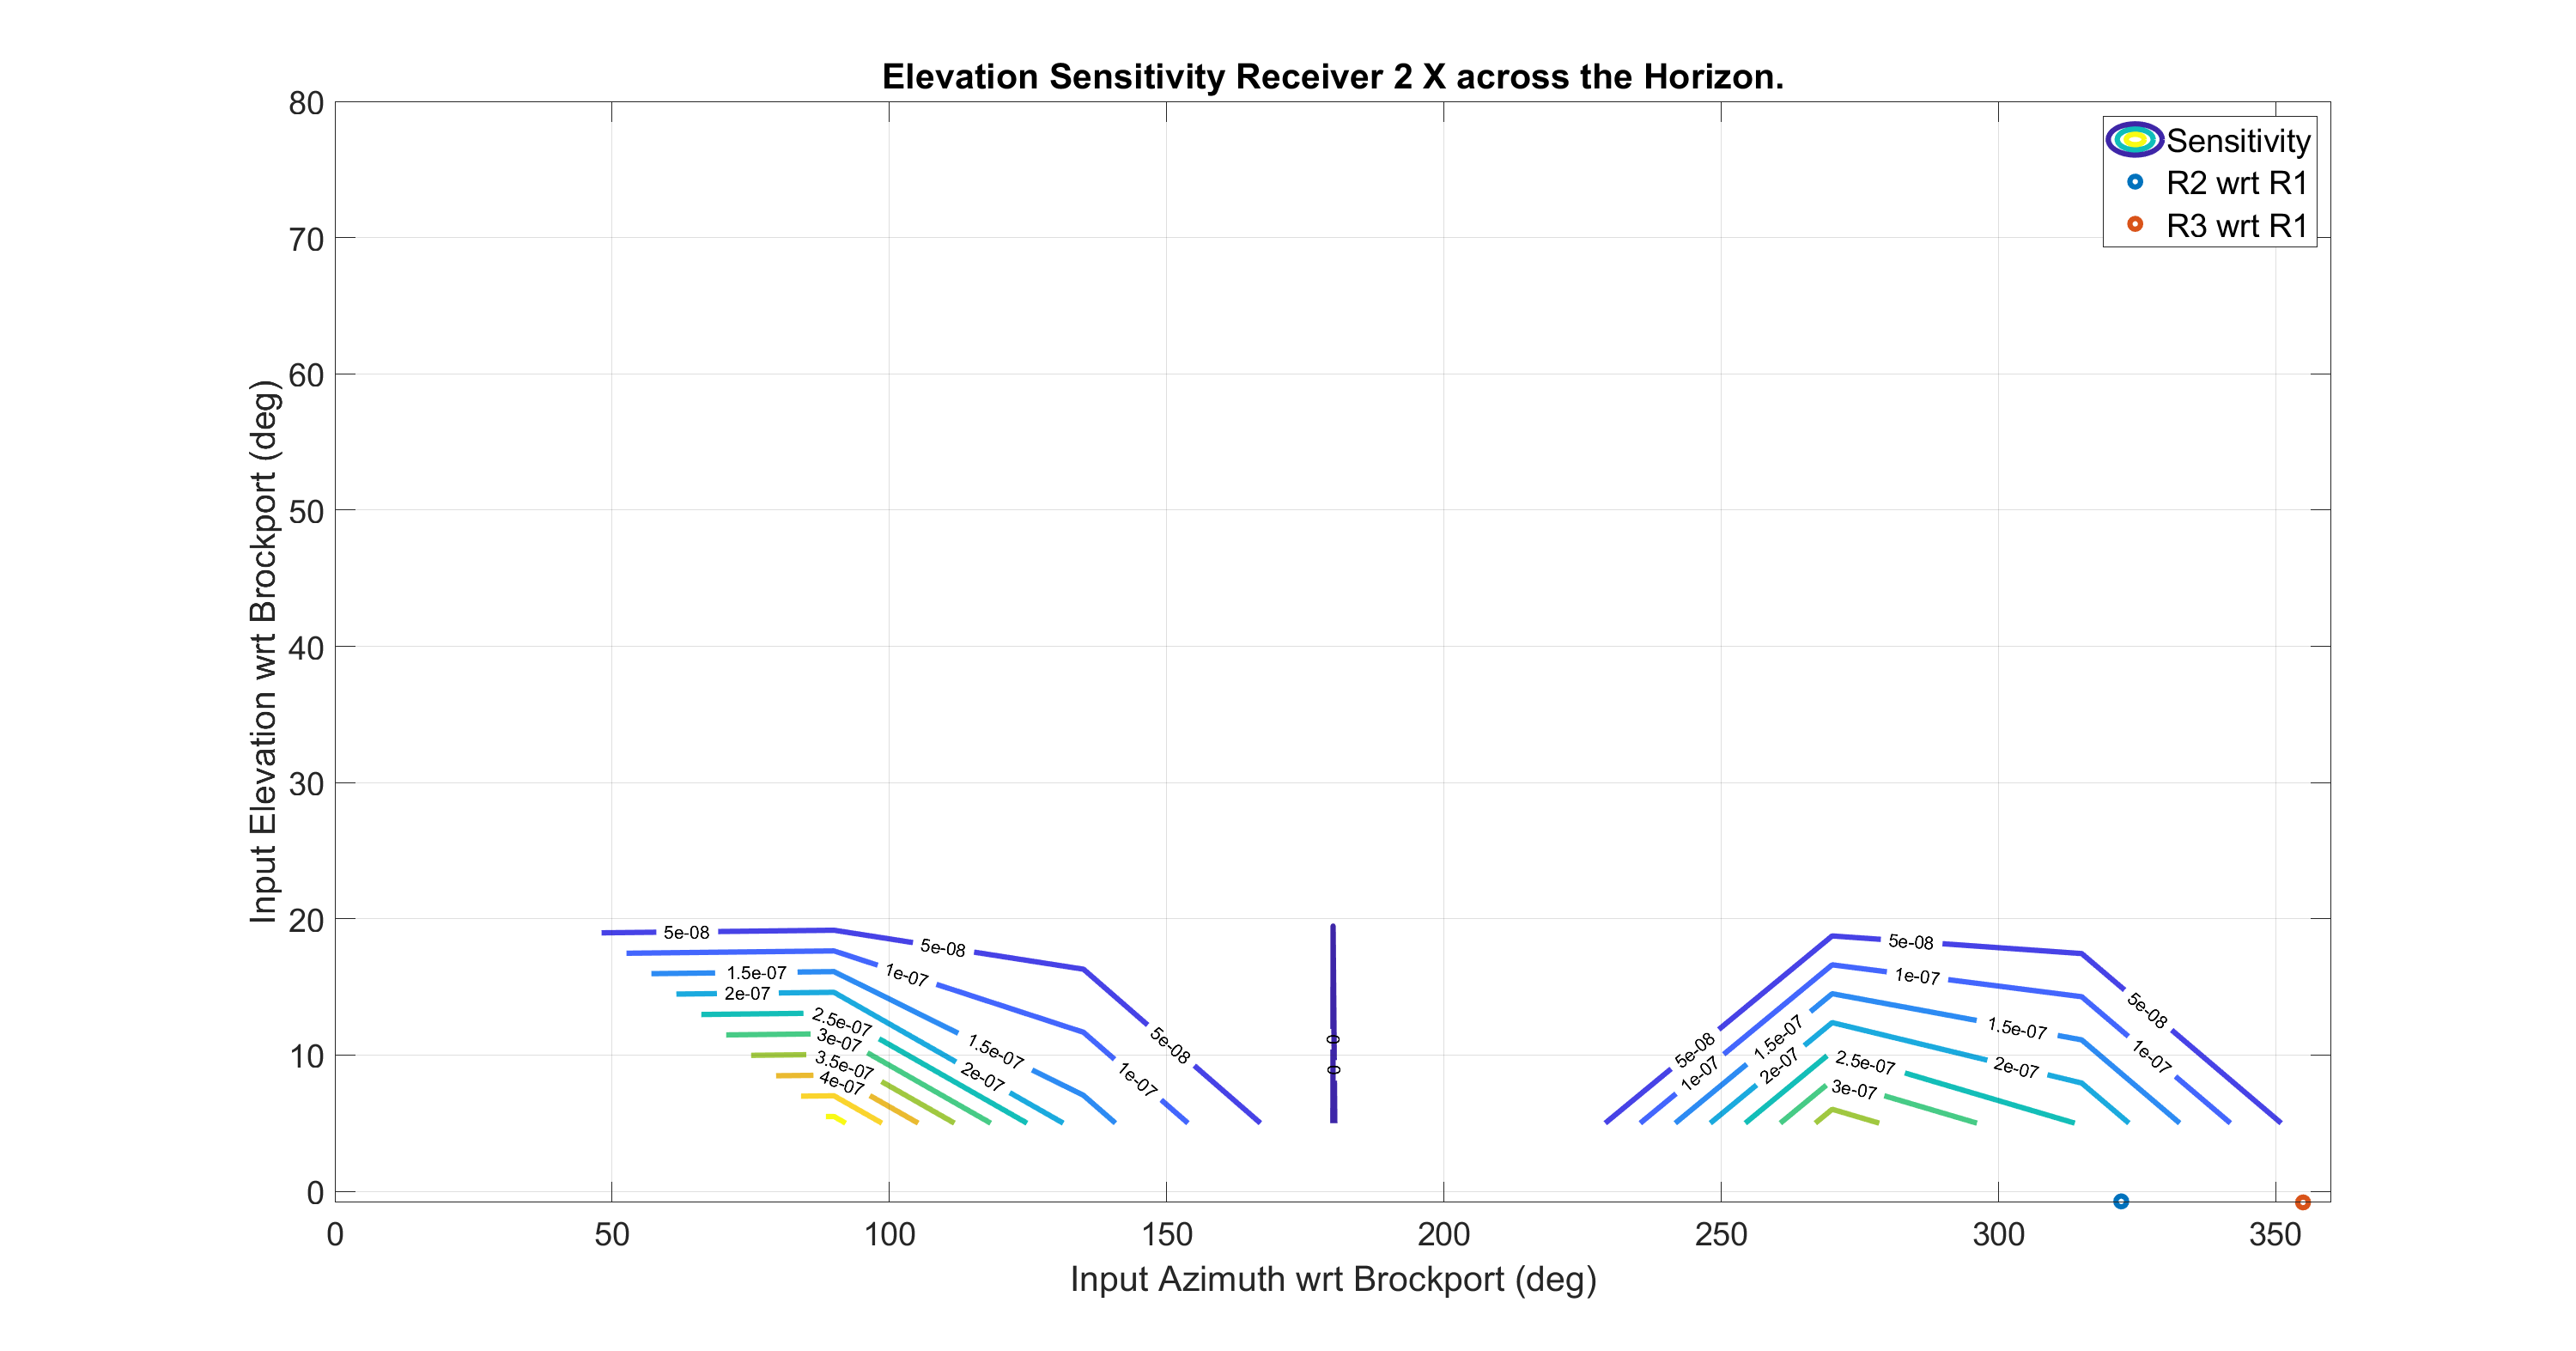 Elevation Sensitivity Receiver 2 X across the Horizon.
80
70
60
50
40
30
20
10
0
Input Elevation wrt Brockport (deg)
Sensitivity
R2 wrt R1
R3 wrt R1
5e-08
5e-08
1e-07
1.5e-07
2e-07
2.5e-07
3e-07
3.5e-07
4e-07
1.5e-07
2e-07
5e-08
1e-07
0
0
5e-08
1e-07
1.5e-07
2e-07
5e-08
1e-07
1.5e-07
2e-07
2.5e-07
3e-07
5e-08
1e-07
0
50
100
150
200
250
300
350
Input Azimuth wrt Brockport (deg)